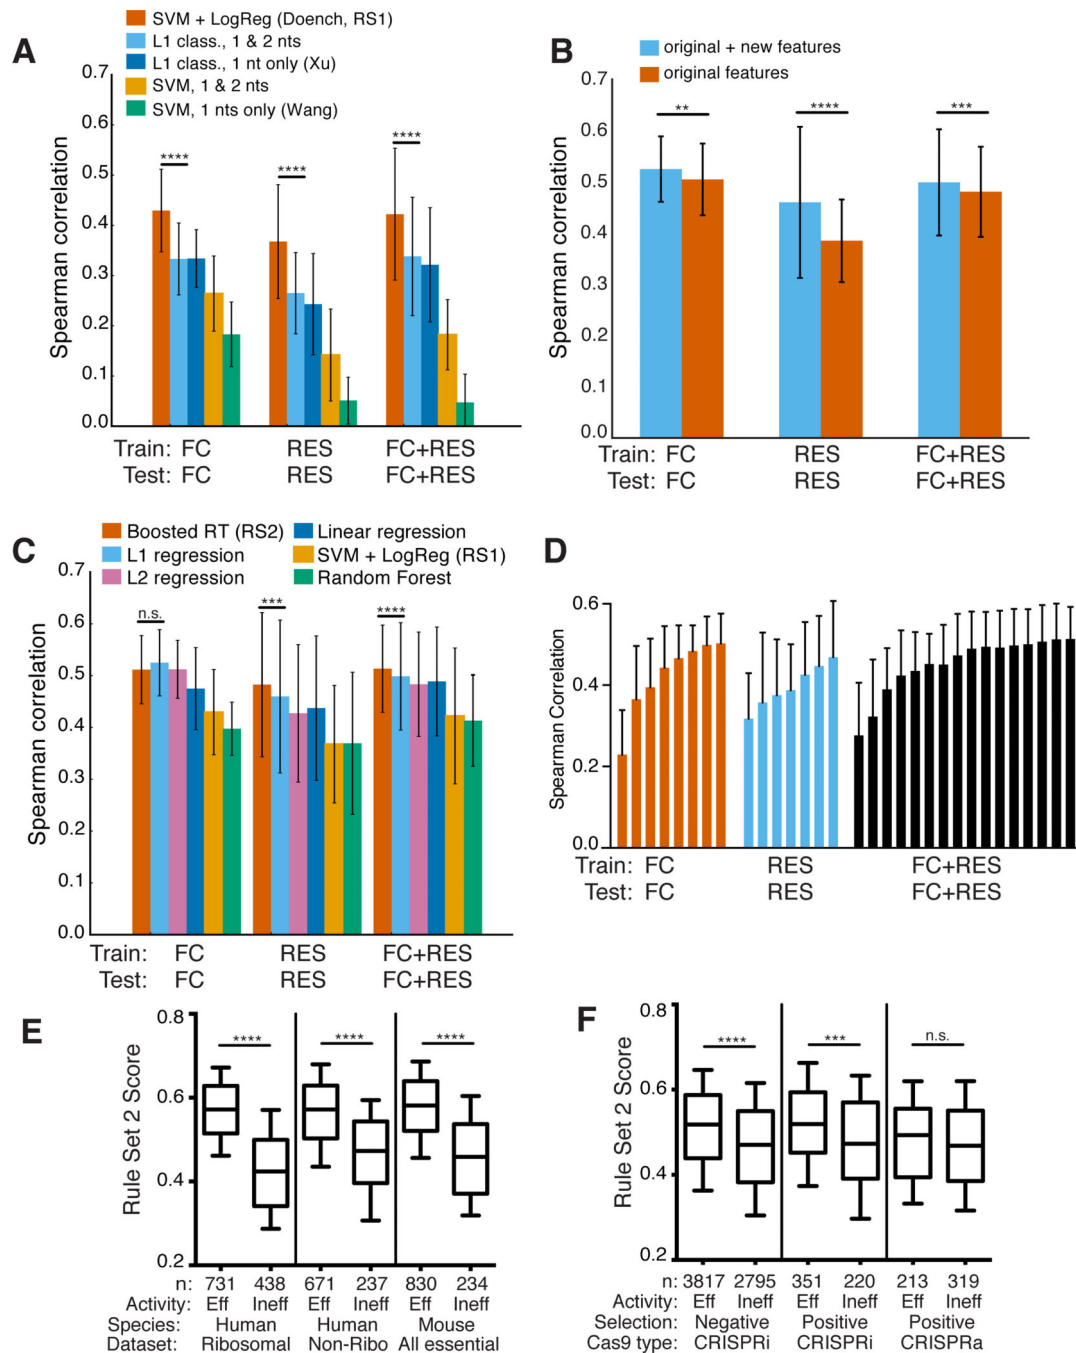 A
SVM + LogReg (Doench, RS1)
L1 class., 1 & 2 nts
L1 class., 1 nt only (Xu)
SVM, 1 & 2 nts
SVM, 1 nts only (Wang)
Spearman correlation
0.7
0.6
0.5
0.4
0.3
0.2
0.1
0.0
****
****
****
Train: FC RES FC+RES
Test: FC RES FC+RES
B
original + new features
original features
Spearman correlation
0.7
0.6
0.5
0.4
0.3
0.2
0.1
0.0
**
****
***
FC RES FC+RES
FC RES FC+RES
C
Boosted RT (RS2)
L1 regression
L2 regression
Linear regression
SVM + LogReg (RS1)
Random Forest
Spearman correlation
0.7
0.6
0.5
0.4
0.3
0.2
0.1
0.0
n.s.
***
****
Train: FC RES FC+RES
Test: FC RES FC+RES
D
Spearman Correlation
0.6
0.4
0.2
0.0
Train: FC RES FC+RES
Test: FC RES FC+RES
E
Rule Set 2 Score
0.8
0.6
0.4
0.2
****
****
****
n: 731 438 671 237 830 234
Activity: Eff Ineff Eff Ineff Eff Ineff
Species: Human Human Mouse
Dataset: Ribosomal Non-Ribo All essential
F
Rule Set 2 Score
0.8
0.6
0.4
0.2
****
***
n.s.
n: 3817 2795 351 220 213 319
Activity: Eff Ineff Eff Ineff Eff Ineff
Selection: Negative Positive Positive
Cas9 type: CRISPRi CRISPRi CRISPRa